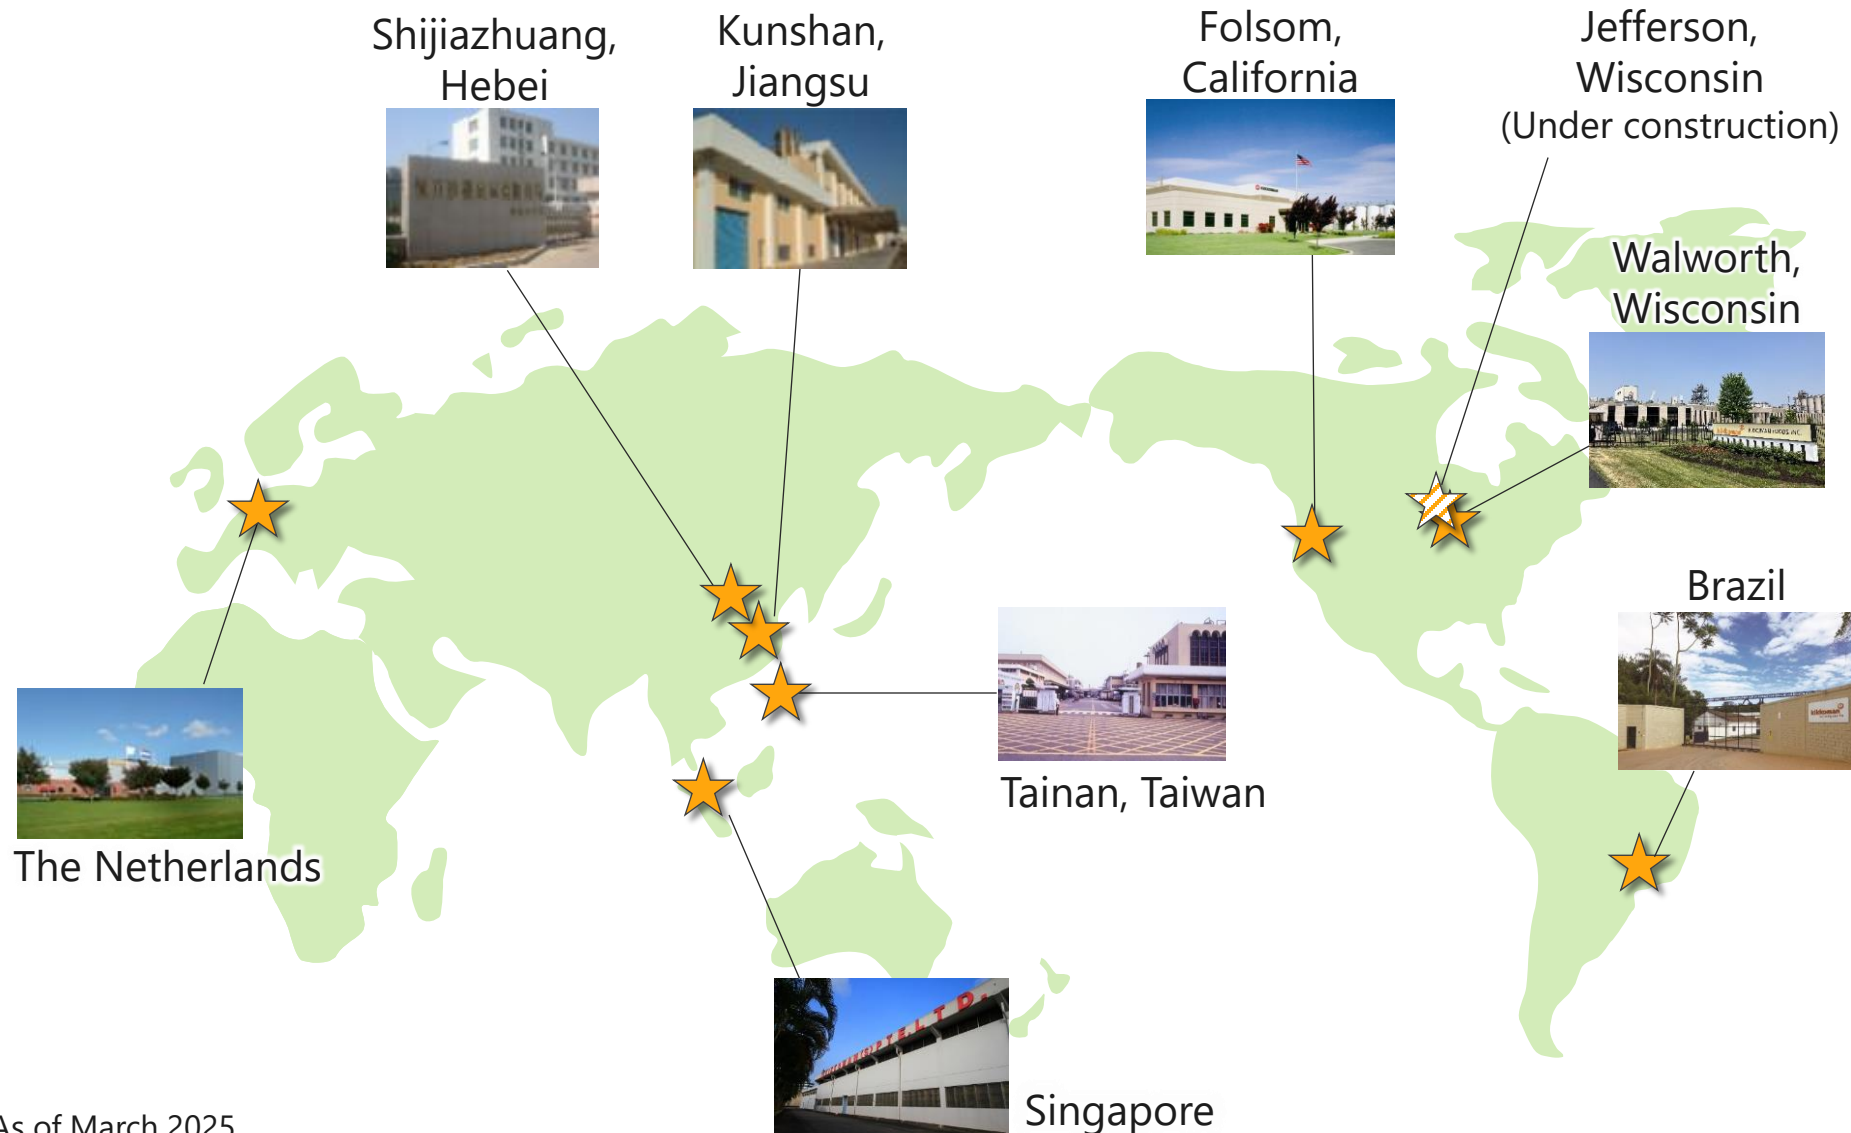 Shijiazhuang,
Hebei
Kunshan,
Jiangsu
Folsom,
California
Jefferson,
Wisconsin
(Under construction)
Walworth,
Wisconsin
Brazil
kikkoman
Tainan, Taiwan
The Netherlands
Singapore
As of March 2025